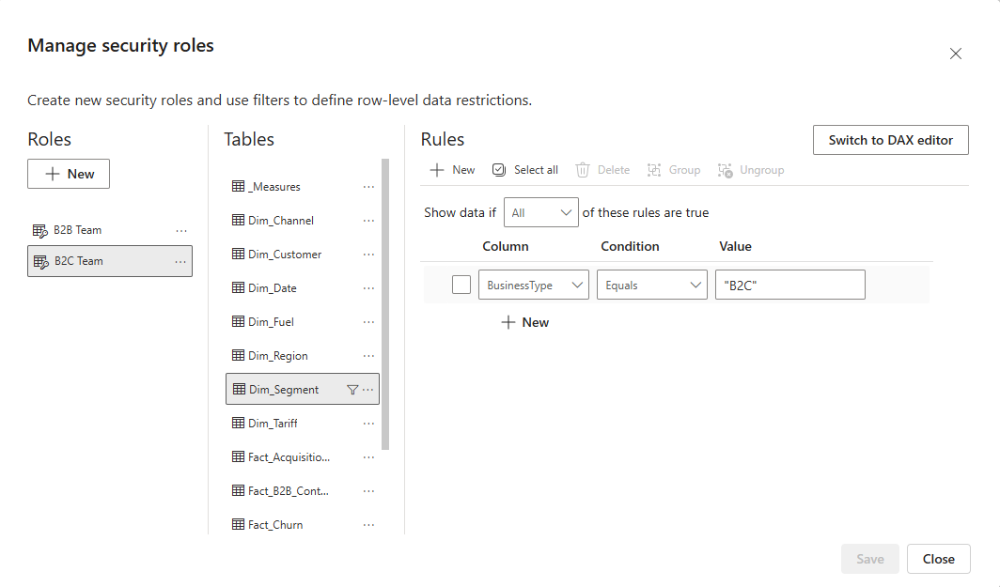 Manage security roles
Create new security roles and use filters to define row-level data restrictions.
Roles
New
B2B Team
B2C Team
Tables
_Measures
Dim_Channel
Dim_Customer
Dim_Date
Dim_Fuel
Dim_Region
Dim_Segment
Dim_Tariff
Fact_Acquisitio...
Fact_B2B_Cont...
Fact_Churn
Rules
Switch to DAX editor
New Select all Delete Group Ungroup
Show data if All of these rules are true
Column Condition Value
BusinessType Equals "B2C"
New
Save Close